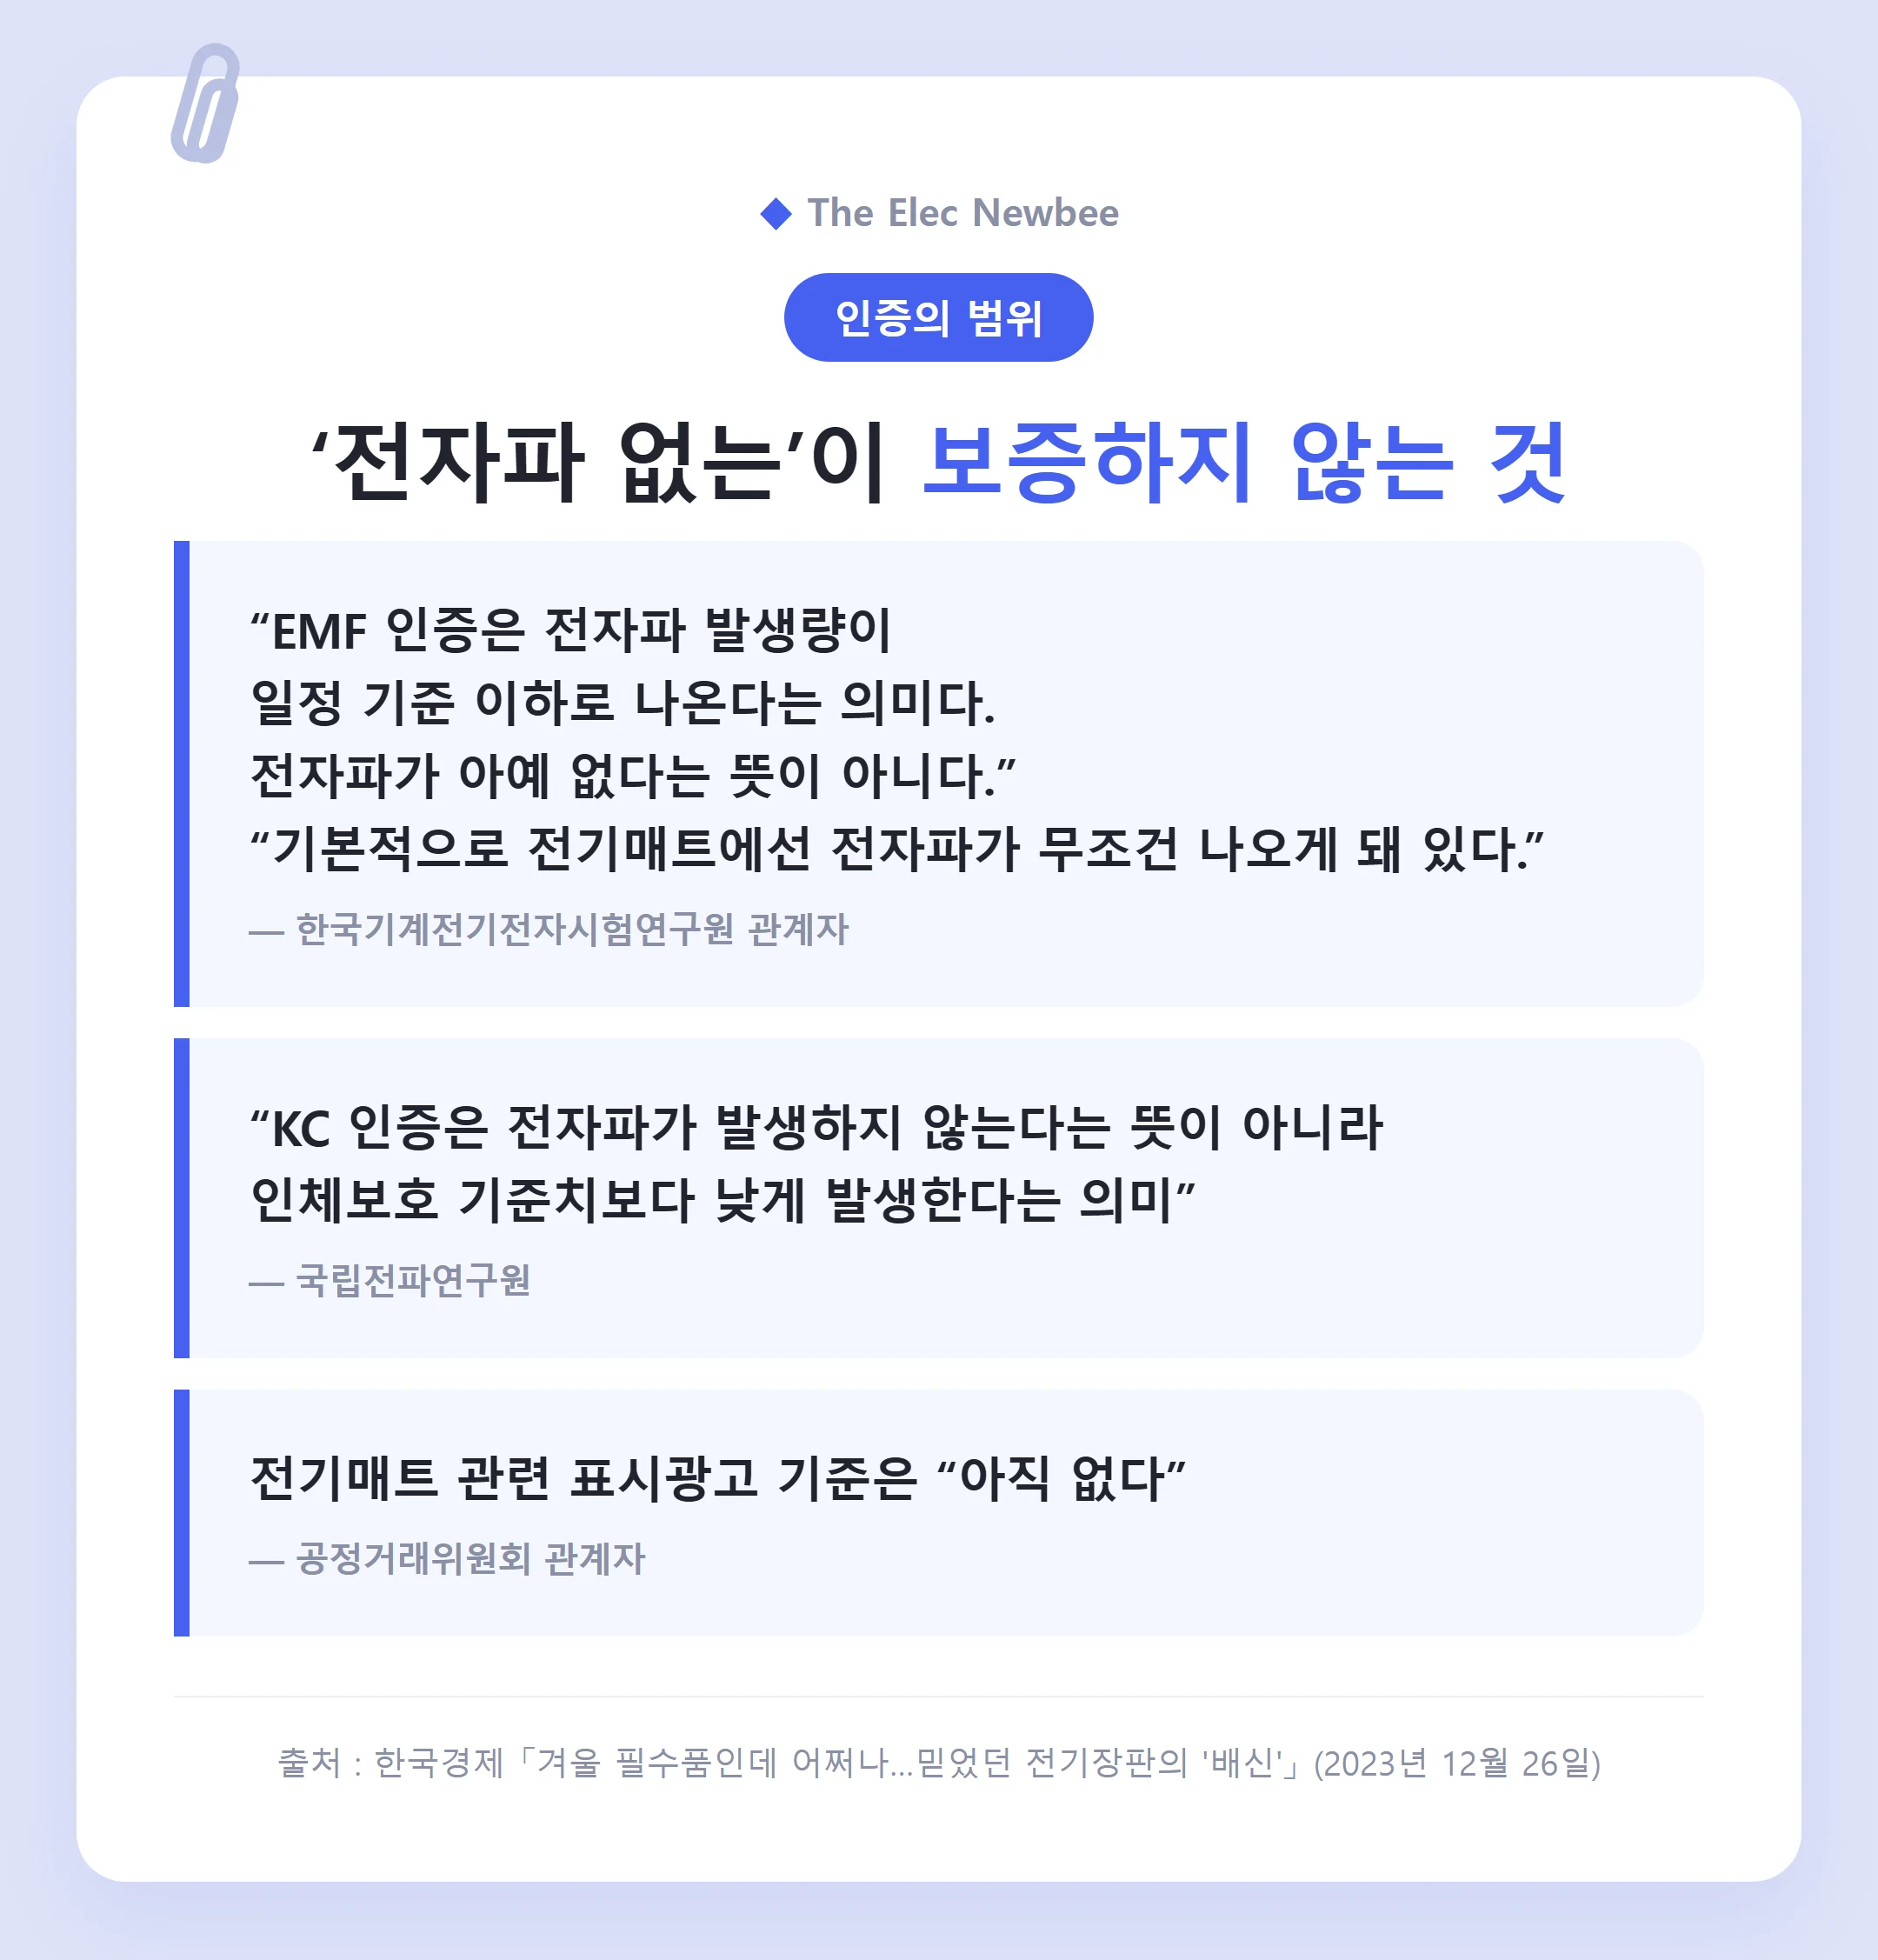 The Elec Newbee
인증의 범위
‘전자파 없는’이 보증하지 않는 것
“EMF 인증은 전자파 발생량이
일정 기준 이하로 나온다는 의미다.
전자파가 아예 없다는 뜻이 아니다.”
“기본적으로 전기매트에선 전자파가 무조건 나오게 돼 있다.”
— 한국기계전기전자시험연구원 관계자
“KC 인증은 전자파가 발생하지 않는다는 뜻이 아니라
인체보호 기준치보다 낮게 발생한다는 의미”
— 국립전파연구원
전기매트 관련 표시광고 기준은 “아직 없다”
— 공정거래위원회 관계자
출처 : 한국경제「겨울 필수품인데 어쩌나...믿었던 전기장판의 '배신'」(2023년 12월 26일)